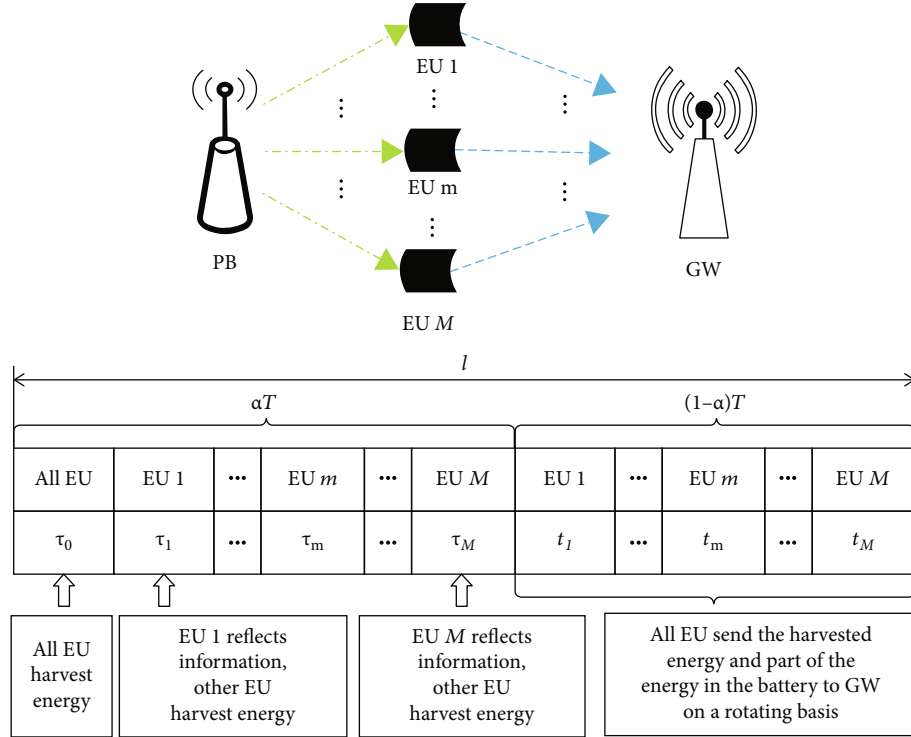 EU 1
...
...
...
EU m
...
...
...
PB
GW
EU M
l
αT
(1–α)T
All EU
EU 1
...
EU m
...
EU M
EU 1
...
EU m
...
EU M
τ0
τ1
...
τm
...
τM
t1
...
tm
...
tM
All EU
harvest
energy
EU 1 reflects
information,
other EU
harvest energy
EU M reflects
information,
other EU
harvest energy
All EU send the harvested
energy and part of the
energy in the battery to GW
on a rotating basis